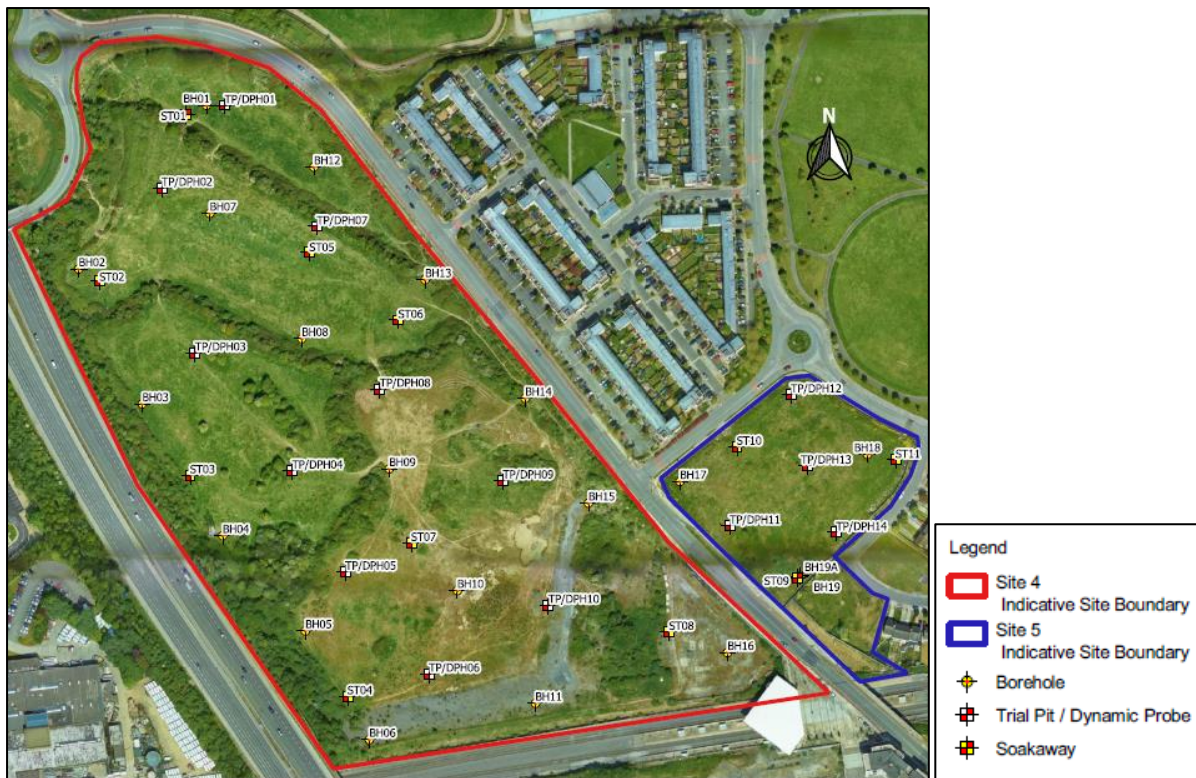 N
BH01
TP/DPH01
ST01
BH12
TP/DPH02
BH07
TP/DPH07
ST05
BH02
ST02
BH13
ST06
BH08
TP/DPH03
TP/DPH08
TP/DPH12
BH03
BH14
ST10
BH18
ST11
TP/DPH13
ST03
TP/DPH04
BH09
TP/DPH09
BH17
BH15
TP/DPH11
TP/DPH14
BH04
ST07
TP/DPH05
BH19A
ST09
BH19
BH10
TP/DPH10
BH05
ST08
BH16
TP/DPH06
ST04
BH11
BH06
Legend
Site 4
Indicative Site Boundary
Site 5
Indicative Site Boundary
Borehole
Trial Pit / Dynamic Probe
Soakaway